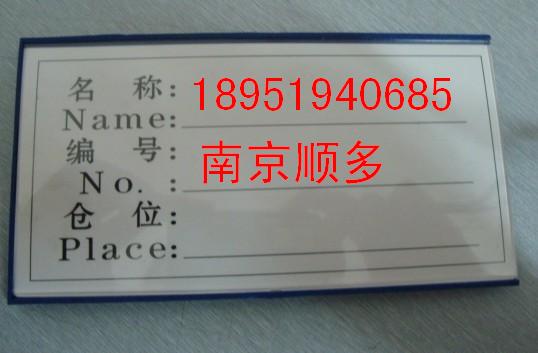 名 称: 18951940685
Name:
编 号: 南京顺多
No. :
仓 位:
Place: